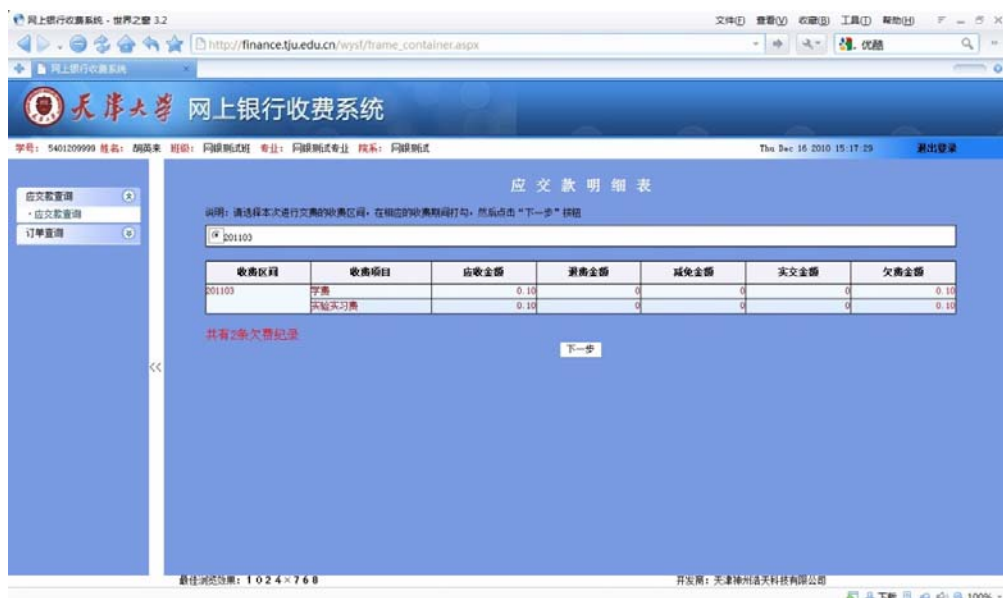 网上银行收费系统 - 世界之窗 3.2
文件(F) 查看(V) 收藏(B) 工具(T) 帮助(H)
http://finance.tju.edu.cn/wysf/frame_container.aspx
优酷
网上银行收费系统
天津大学 网上银行收费系统
学号: 5401209999 姓名: 胡英来 班级: 网银测试班 专业: 网银测试专业 院系: 网银测试
Thu Dec 16 2010 15:17:29 退出登录
应交款查询
·应交款查询
订单查询
应 交 款 明 细 表
说明: 请选择本次进行交费的收费区间, 在相应的收费期间打勾, 然后点击“下一步”按钮
201103
收费区间 收费项目 应收金额 退费金额 减免金额 实交金额 欠费金额
201103 学费 0.10 0 0 0 0.10
实验实习费 0.10 0 0 0 0.10
共有2条欠费纪录
下一步
<<
最佳浏览效果: 1024×768
开发商: 天津神州浩天科技有限公司
下载
100%